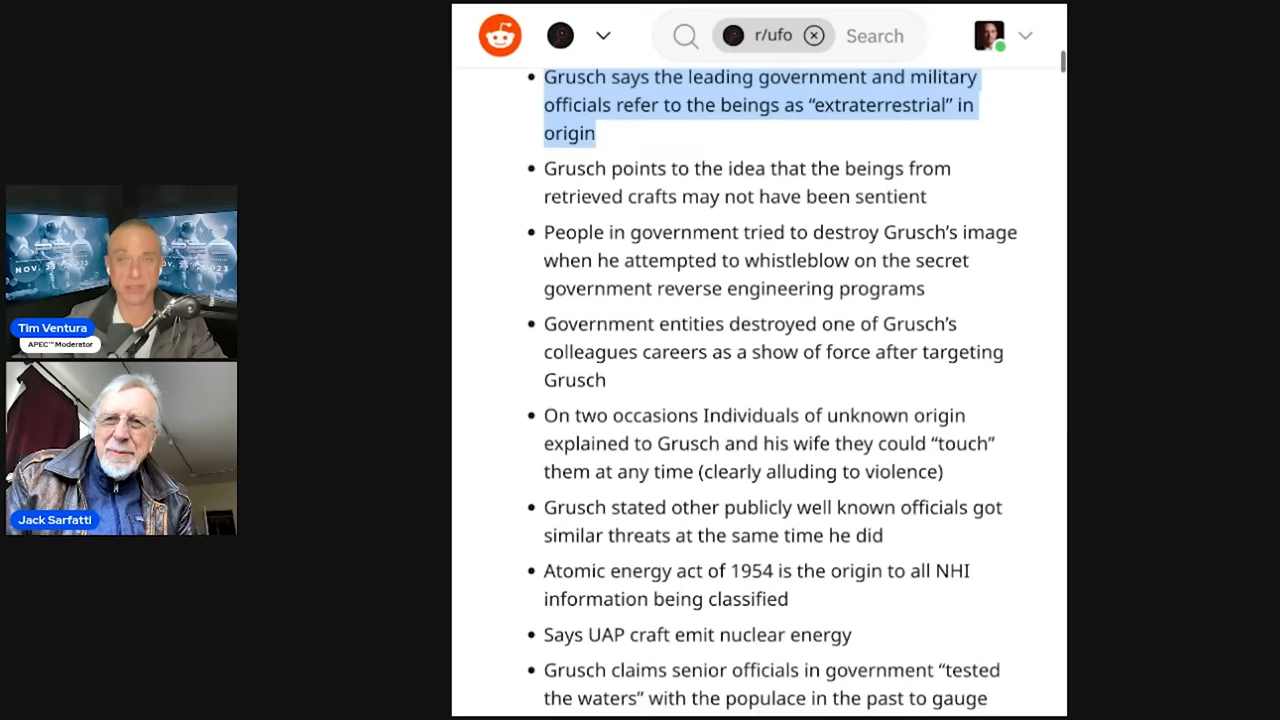 r/ufo
Search
• Grusch says the leading government and military
officials refer to the beings as “extraterrestrial” in
origin
• Grusch points to the idea that the beings from
retrieved crafts may not have been sentient
• People in government tried to destroy Grusch’s image
when he attempted to whistleblow on the secret
government reverse engineering programs
• Government entities destroyed one of Grusch’s
colleagues careers as a show of force after targeting
Grusch
• On two occasions Individuals of unknown origin
explained to Grusch and his wife they could “touch”
them at any time (clearly alluding to violence)
• Grusch stated other publicly well known officials got
similar threats at the same time he did
• Atomic energy act of 1954 is the origin to all NHI
information being classified
• Says UAP craft emit nuclear energy
• Grusch claims senior officials in government “tested
the waters” with the populace in the past to gauge
Tim Ventura
APEC™ Moderator
Jack Sarfatti